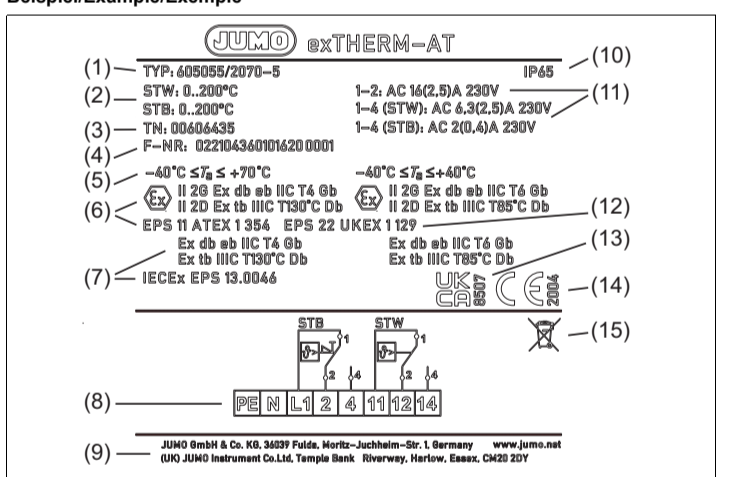 Beispiel/Example/Exemple
JUMO exTHERM-AT
(1) TYP: 605055/2070-5 IP65 (10)
(2) STW: 0..200°C 1-2: AC 16(2,5)A 230V (11)
STB: 0..200°C 1-4 (STW): AC 6,3(2,5)A 230V
(3) TN: 00606435 1-4 (STB): AC 2(0,4)A 230V
(4) F-NR: 0221043601016200001
(5) -40°C ≤Ta ≤ +70°C -40°C ≤Ta ≤+40°C
(6) Ex II 2G Ex db eb IIC T4 Gb Ex II 2G Ex db eb IIC T6 Gb
II 2D Ex tb IIIC T130°C Db II 2D Ex tb IIIC T85°C Db
EPS 11 ATEX 1 354 EPS 22 UKEX 1 129 (12)
(7) Ex db eb IIC T4 Gb Ex db eb IIC T6 Gb (13)
Ex tb IIIC T130°C Db Ex tb IIIC T85°C Db
IECEx EPS 13.0046
UK CA 8507 CE 2004 (14)
STB STW (15)
1 1
2 4 2 4
(8) PE N L1 2 4 11 12 14
(9) JUMO GmbH & Co. KG, 36039 Fulda, Moritz-Juchheim-Str. 1, Germany www.jumo.net
(UK) JUMO Instrument Co.Ltd, Temple Bank Riverway, Harlow, Essex, CM20 2DY